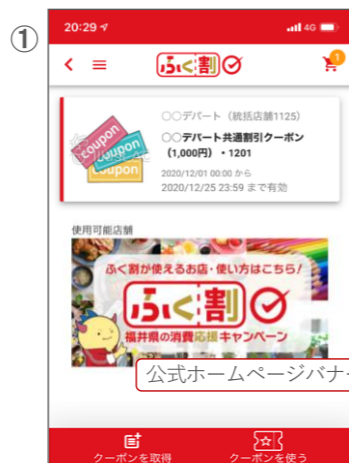 ①
20:29
4G
ふく割
1
coupon
coupon
coupon
○○デパート（統括店舗1125）
○○デパート共通割引クーポン
（1,000円）・1201
2020/12/01 00:00 から
2020/12/25 23:59 まで有効
使用可能店舗
ふく割が使えるお店・使い方はこちら！
ふく割
福井県の消費応援キャンペーン
公式ホームページバナー
クーポンを取得
クーポンを使う